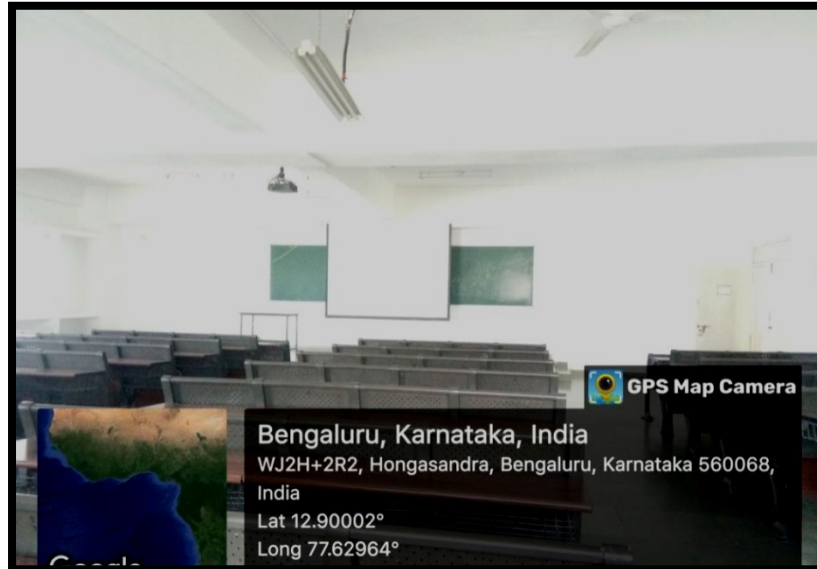 GPS Map Camera
Bengaluru, Karnataka, India
WJ2H+2R2, Hongasandra, Bengaluru, Karnataka 560068,
India
Lat 12.90002°
Long 77.62964°
Google